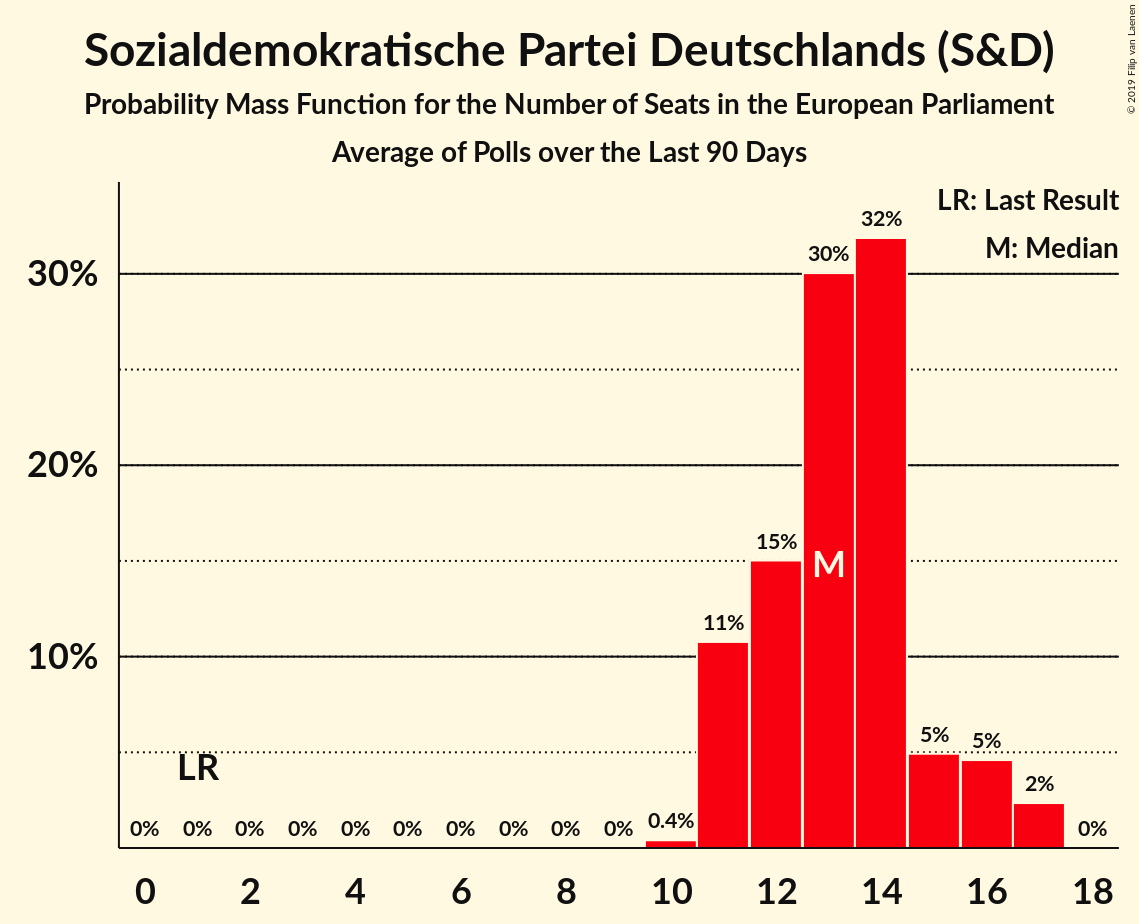 Sozialdemokratische Partei Deutschlands (S&D)
Probability Mass Function for the Number of Seats in the European Parliament
Average of Polls over the Last 90 Days
© 2019 Filip van Laenen
LR: Last Result
M: Median
32%
30%
30%
20%
15%
M
11%
10%
5%
5%
LR
2%
0% 0% 0% 0% 0% 0% 0% 0% 0% 0% 0.4% 0%
0 2 4 6 8 10 12 14 16 18